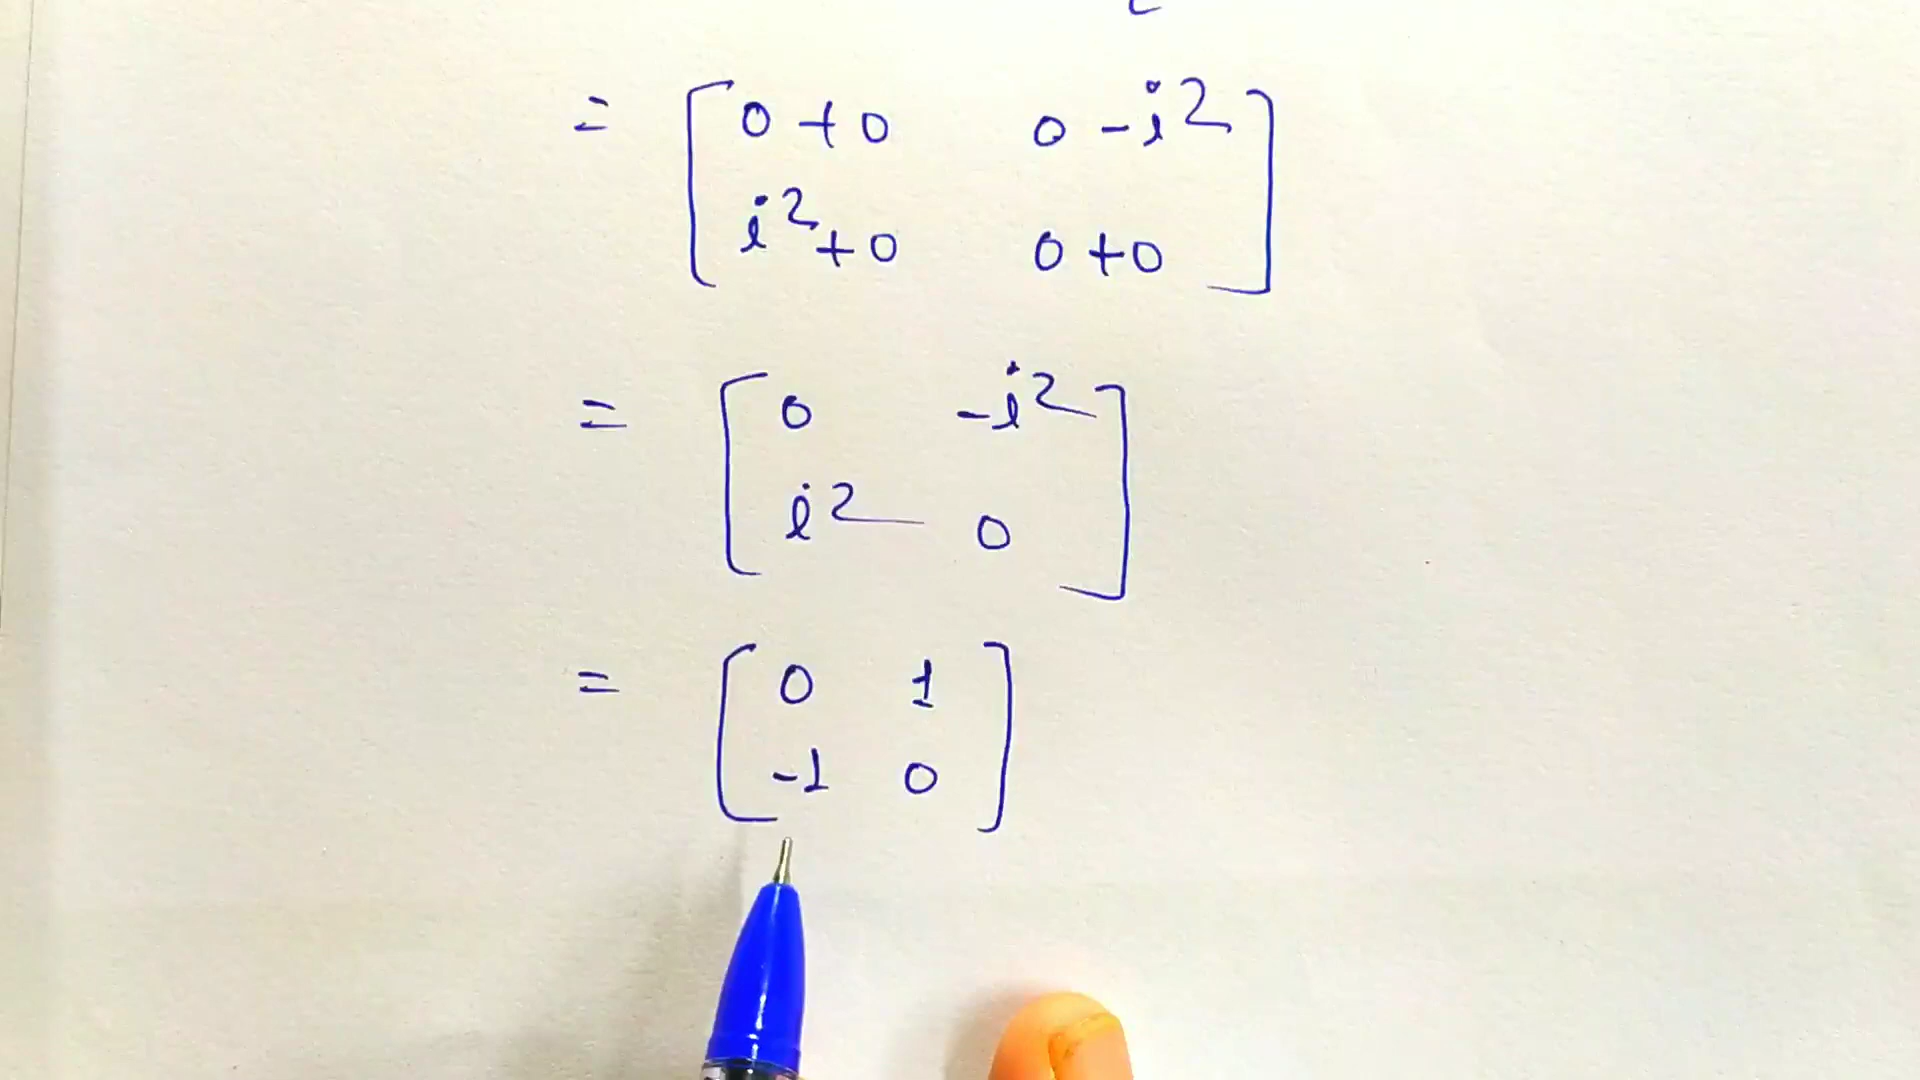 = [ 0 + 0 0 - i² ]
[ i² + 0 0 + 0 ]
= [ 0 -i² ]
[ i² 0 ]
= [ 0 1 ]
[ -1 0 ]